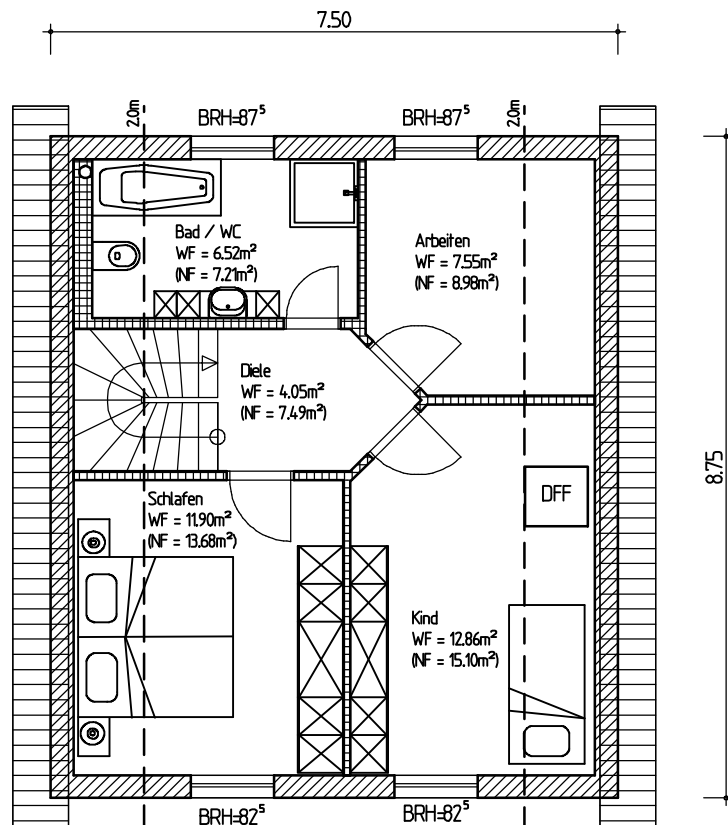 7.50
2.0m
BRH=87⁵
BRH=87⁵
2.0m
Bad / WC
WF = 6.52m²
(NF = 7.21m²)
Arbeiten
WF = 7.55m²
(NF = 8.98m²)
Diele
WF = 4.05m²
(NF = 7.49m²)
8.75
Schlafen
WF = 11.90m²
(NF = 13.68m²)
DFF
Kind
WF = 12.86m²
(NF = 15.10m²)
BRH=82⁵
BRH=82⁵